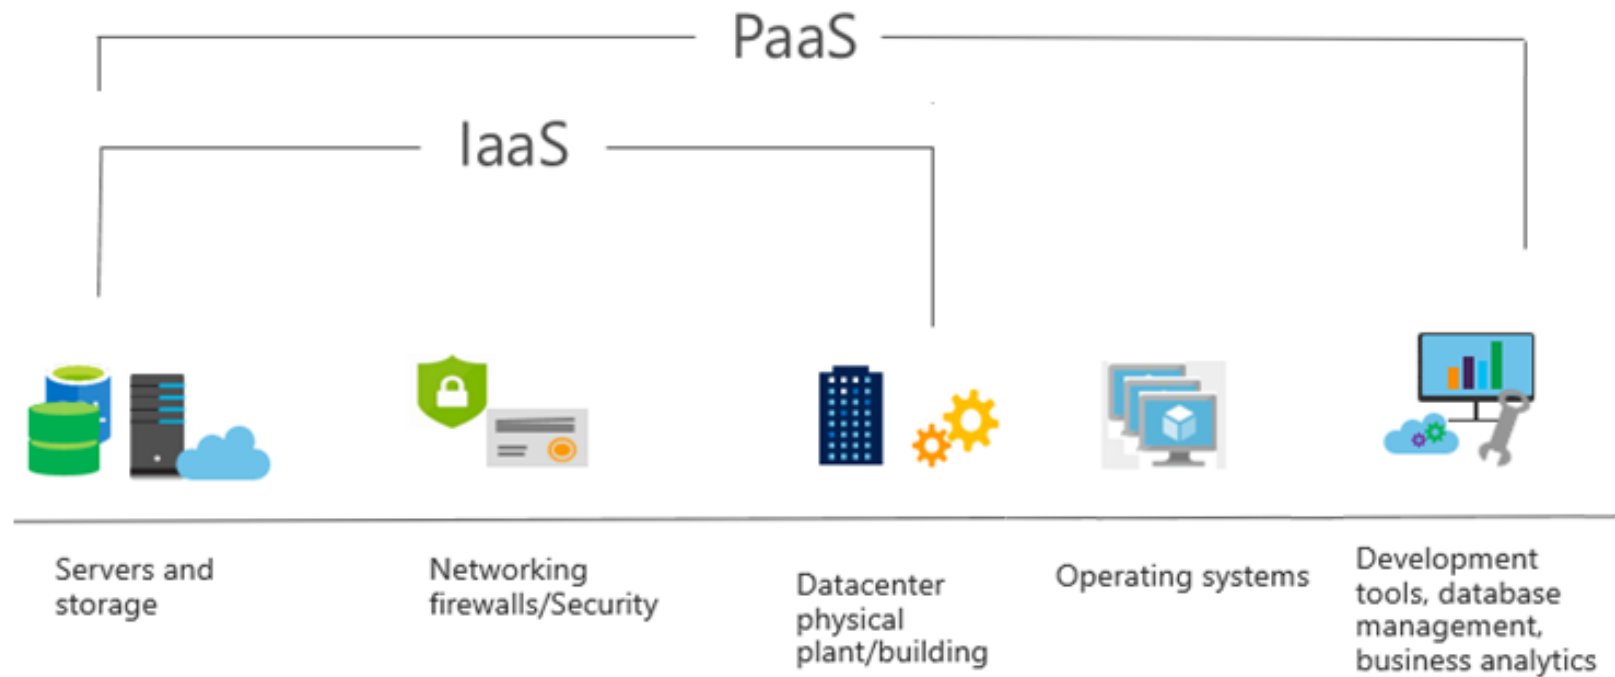 PaaS
IaaS
Servers and
storage
Networking
firewalls/Security
Datacenter
physical
plant/building
Operating systems
Development
tools, database
management,
business analytics